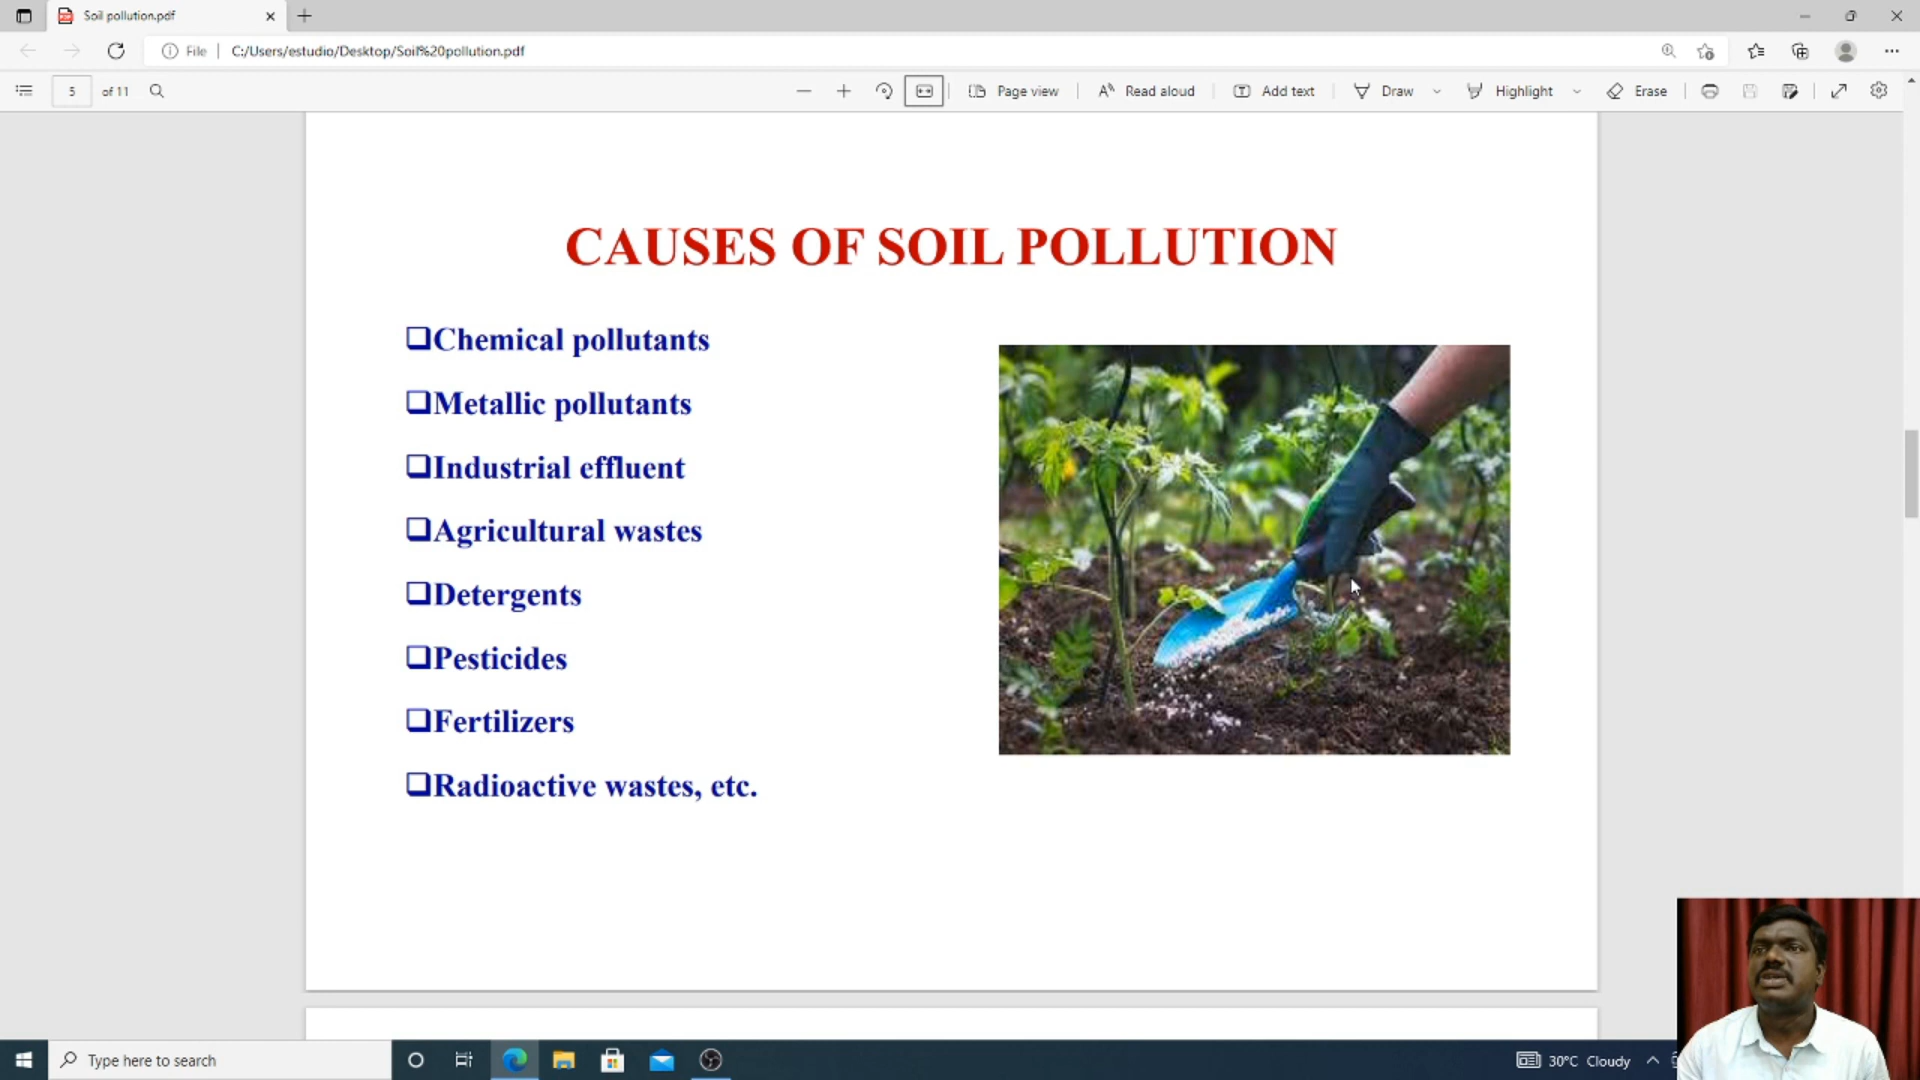 Soil pollution.pdf
File
C:/Users/estudio/Desktop/Soil%20pollution.pdf
5 of 11
Page view
Read aloud
Add text
Draw
Highlight
Erase
CAUSES OF SOIL POLLUTION
Chemical pollutants
Metallic pollutants
Industrial effluent
Agricultural wastes
Detergents
Pesticides
Fertilizers
Radioactive wastes, etc.
Type here to search
30°C Cloudy